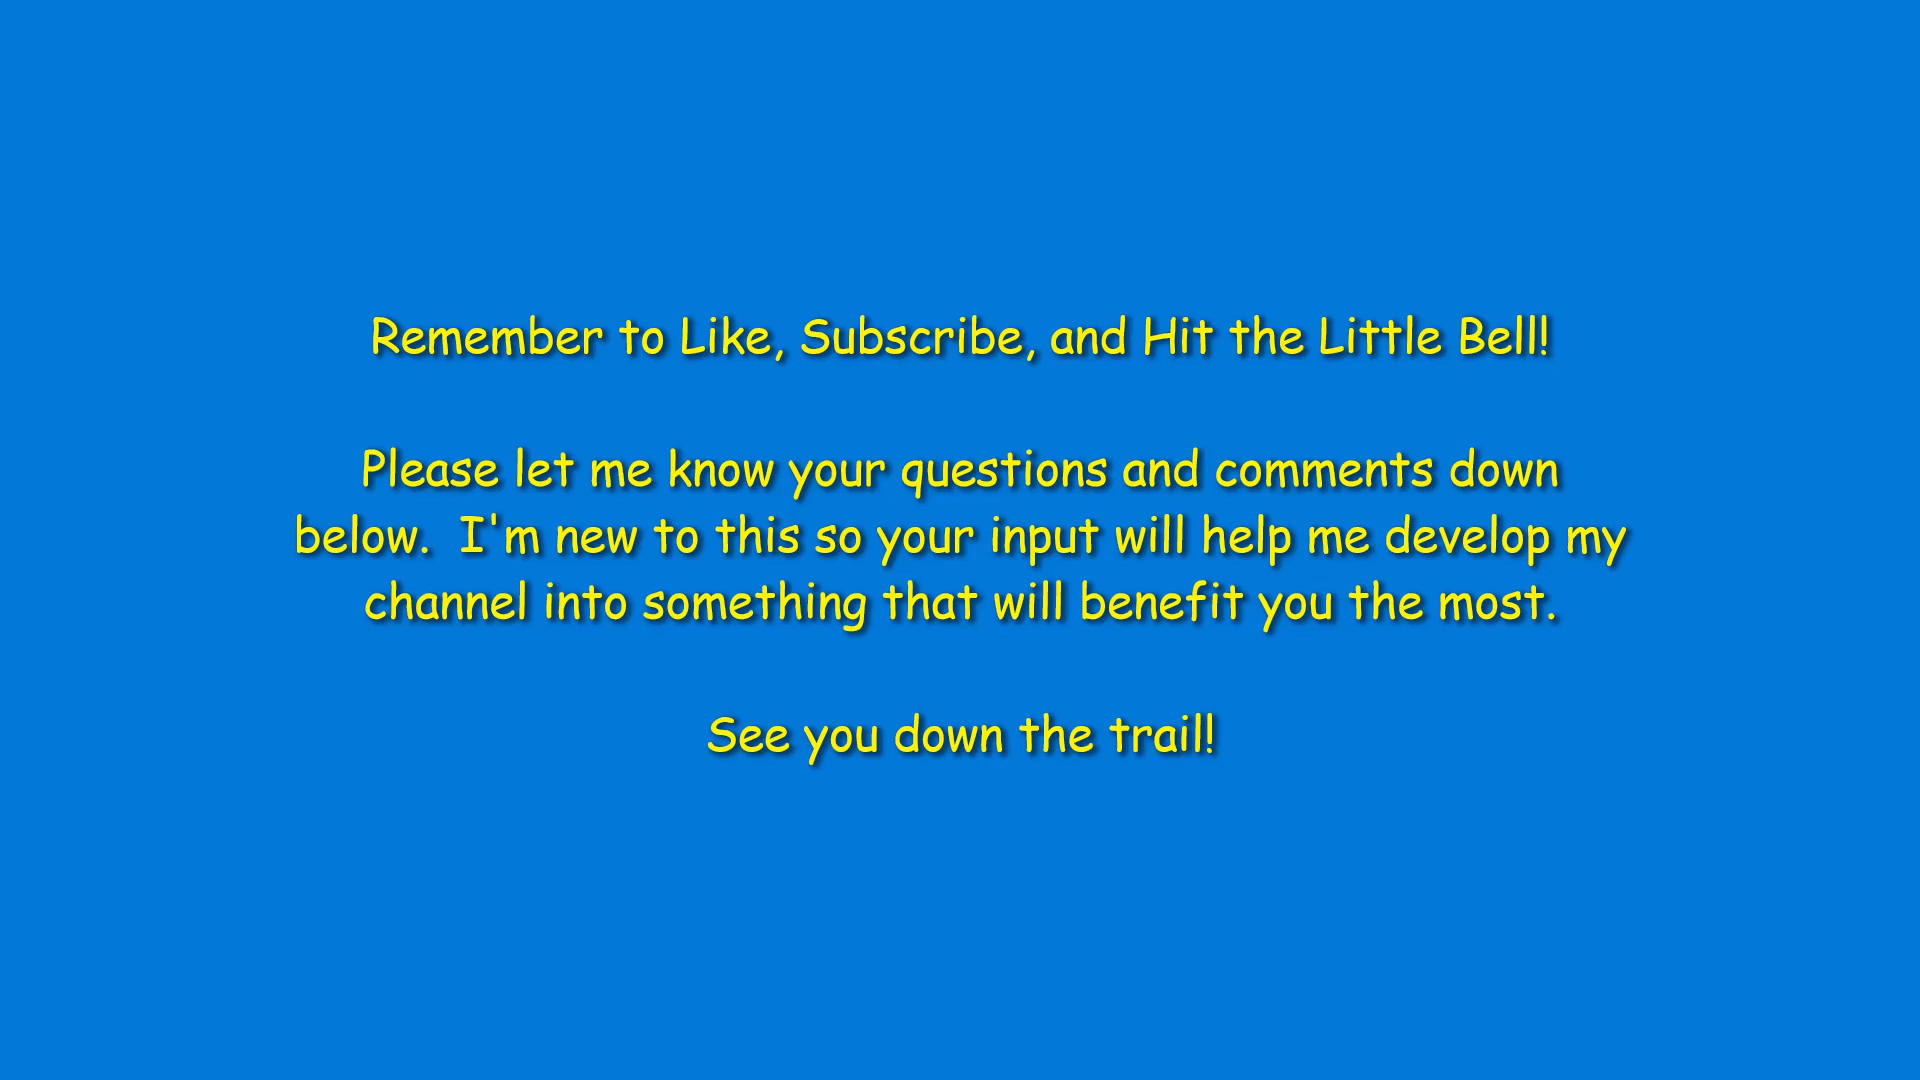 Remember to Like, Subscribe, and Hit the Little Bell!
Please let me know your questions and comments down
below.  I'm new to this so your input will help me develop my
channel into something that will benefit you the most.
See you down the trail!